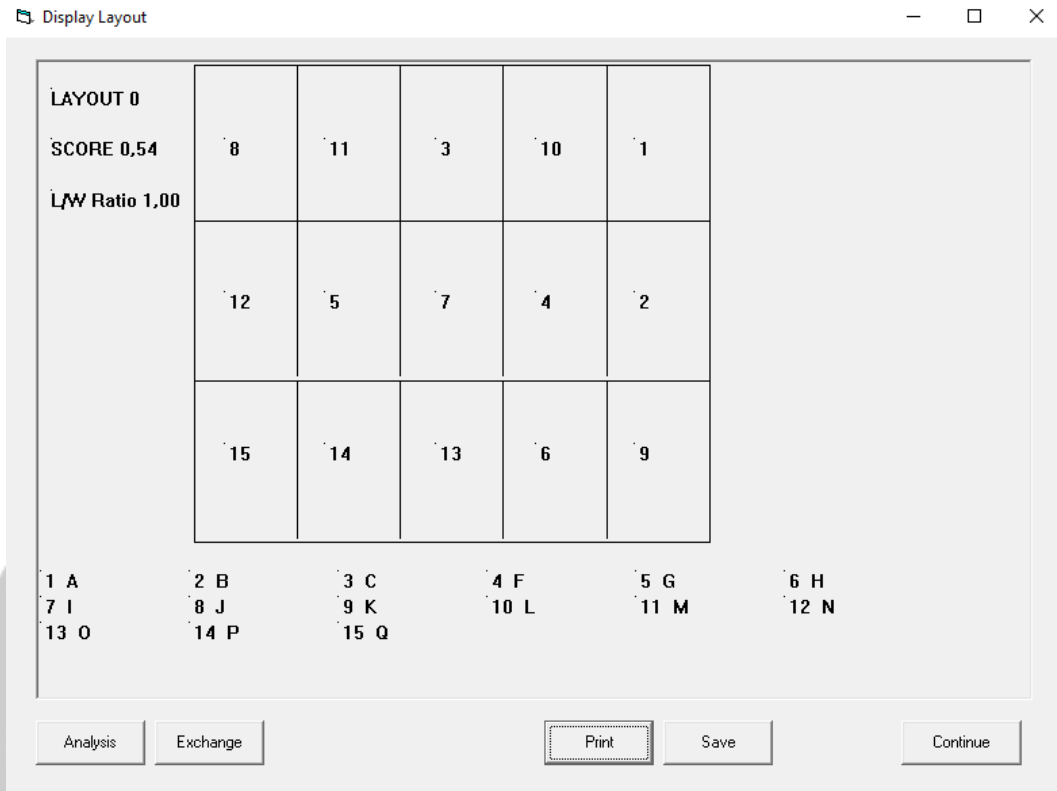 Display Layout
LAYOUT 0
SCORE 0,54
L/W Ratio 1,00
8 11 3 10 1
12 5 7 4 2
15 14 13 6 9
1 A 2 B 3 C 4 F 5 G 6 H
7 I 8 J 9 K 10 L 11 M 12 N
13 O 14 P 15 Q
Analysis Exchange Print Save Continue